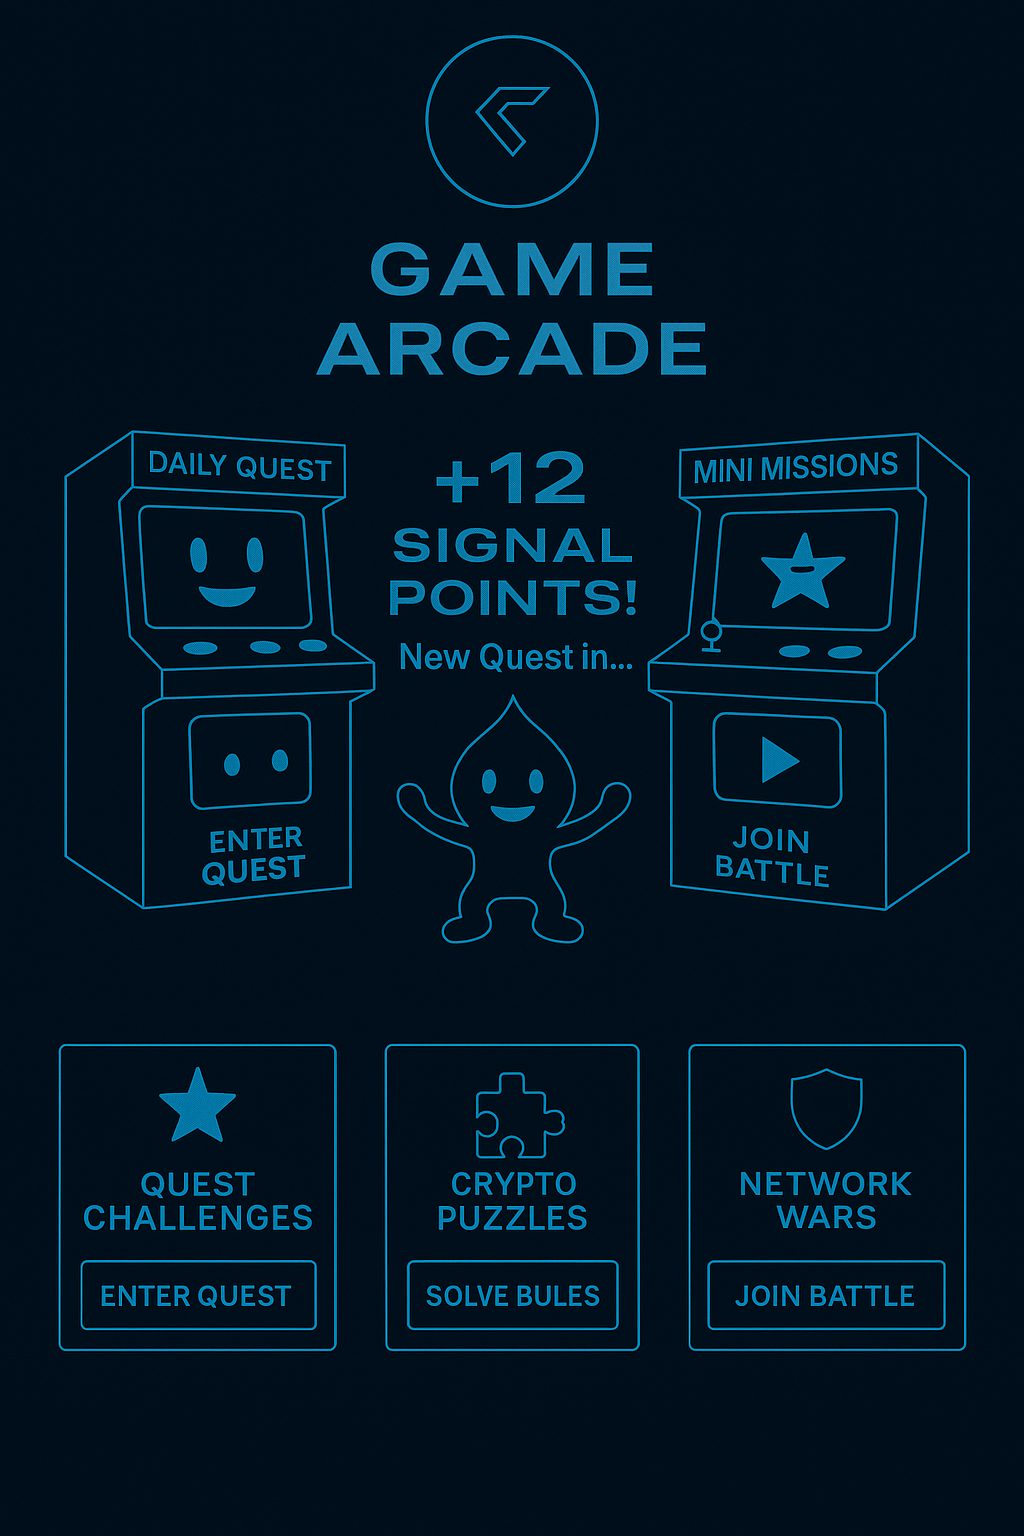 GAME
ARCADE
DAILY QUEST
+12
SIGNAL
POINTS!
New Quest in...
MINI MISSIONS
ENTER
QUEST
JOIN
BATTLE
QUEST
CHALLENGES
ENTER QUEST
CRYPTO
PUZZLES
SOLVE BULES
NETWORK
WARS
JOIN BATTLE